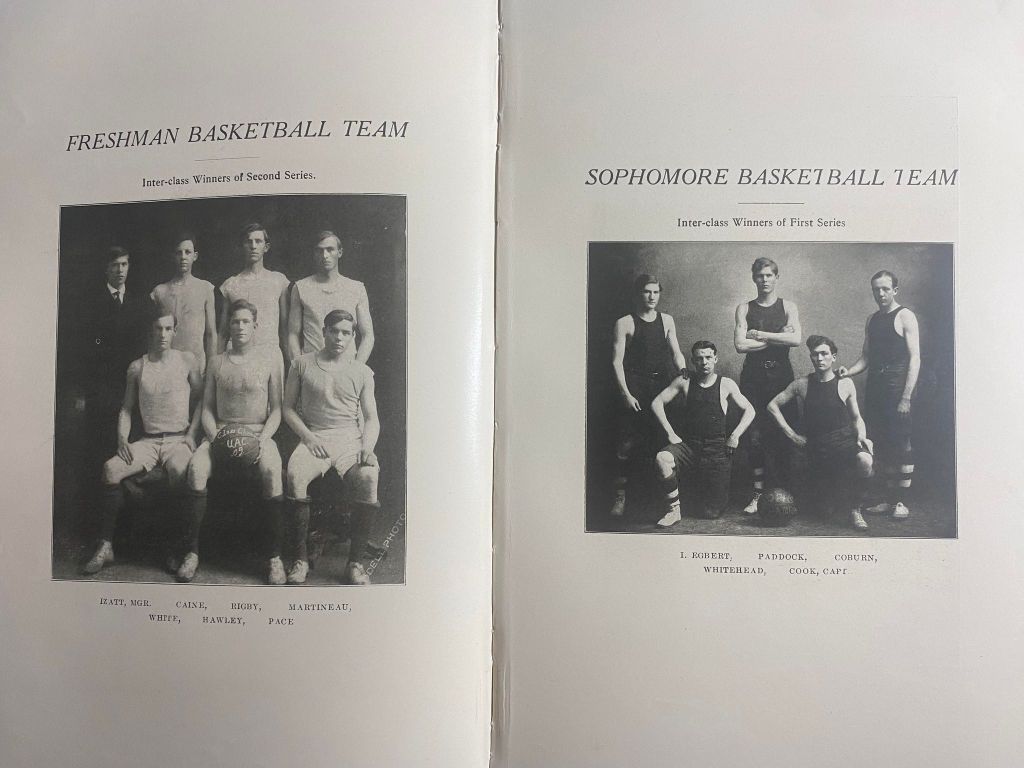 FRESHMAN BASKETBALL TEAM
Inter-class Winners of Second Series.
UAC
09
IZATT, MGR. CAINE, RIGBY, MARTINEAU,
WHITE, HAWLEY, PACE
SOPHOMORE BASKETBALL TEAM
Inter-class Winners of First Series
I. EGBERT, PADDOCK, COBURN,
WHITEHEAD, COOK, CAPT.